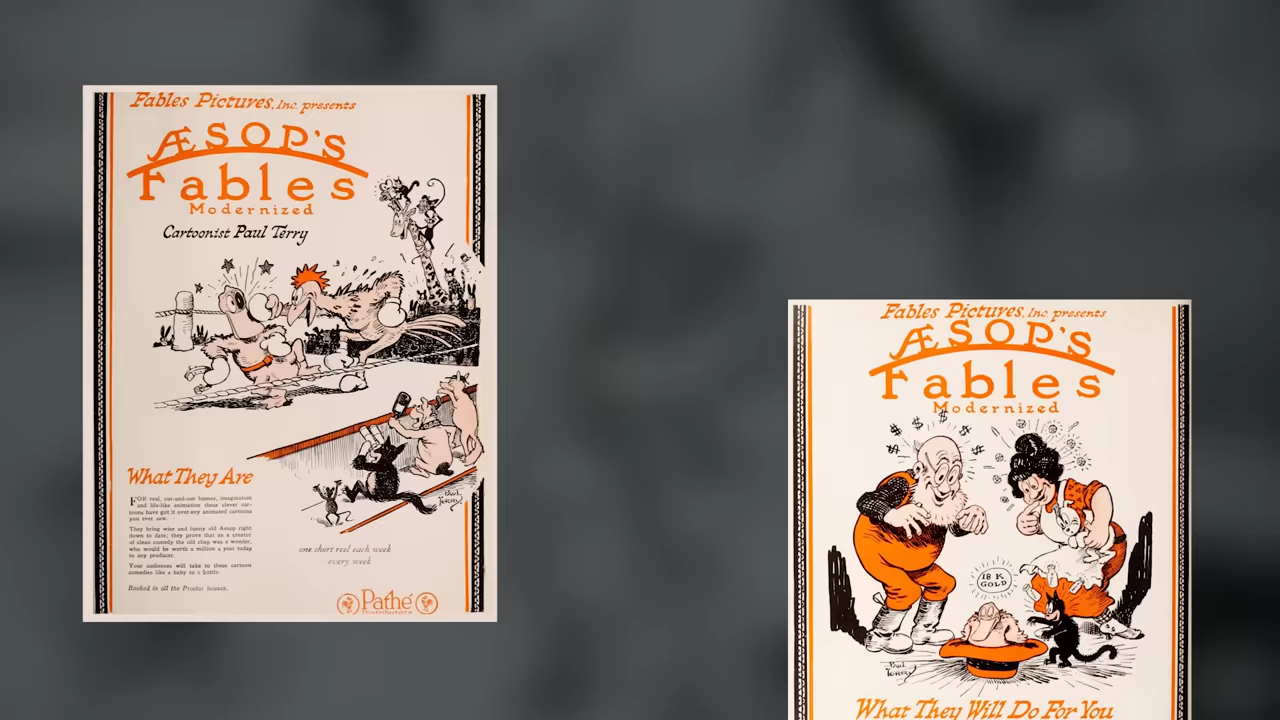 Fables Pictures, Inc. presents
ÆSOP'S
Fables
Modernized
Cartoonist Paul Terry
What They Are
FOR real, out-and-out humor, imagination
and life-like animation these clever car-
toons have got it over any animated cartoons
you ever saw.
They bring wise and funny old Aesop right
down to date; they prove that as a creator
of clean comedy the old chap was a wonder,
who would be worth a million a year today
to any producer.
Your audiences will take to these cartoon
comedies like a baby to a bottle.
Booked in all the Proctor houses.
PAUL
TERRY
one short reel each week
every week
Pathé
Distributors
Fables Pictures, Inc. presents
ÆSOP'S
Fables
Modernized
$ $ $ $ $
18 K
GOLD
PAUL
TERRY
What They Will Do For You